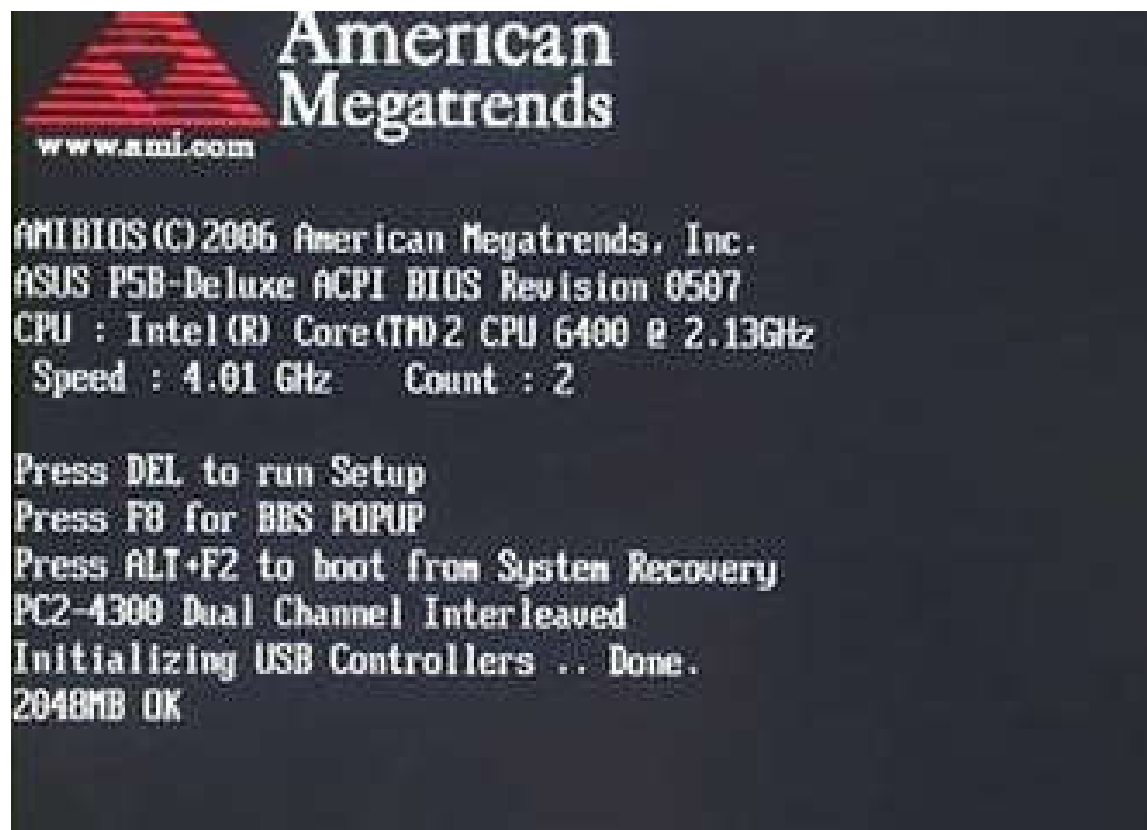 American
Megatrends
www.ami.com
AMIBIOS(C)2006 American Megatrends, Inc.
ASUS P5B-Deluxe ACPI BIOS Revision 0507
CPU : Intel(R) Core(TM)2 CPU 6400 @ 2.13GHz
Speed : 4.01 GHz Count : 2
Press DEL to run Setup
Press F8 for BBS POPUP
Press ALT+F2 to boot from System Recovery
PC2-4300 Dual Channel Interleaved
Initializing USB Controllers .. Done.
2048MB OK